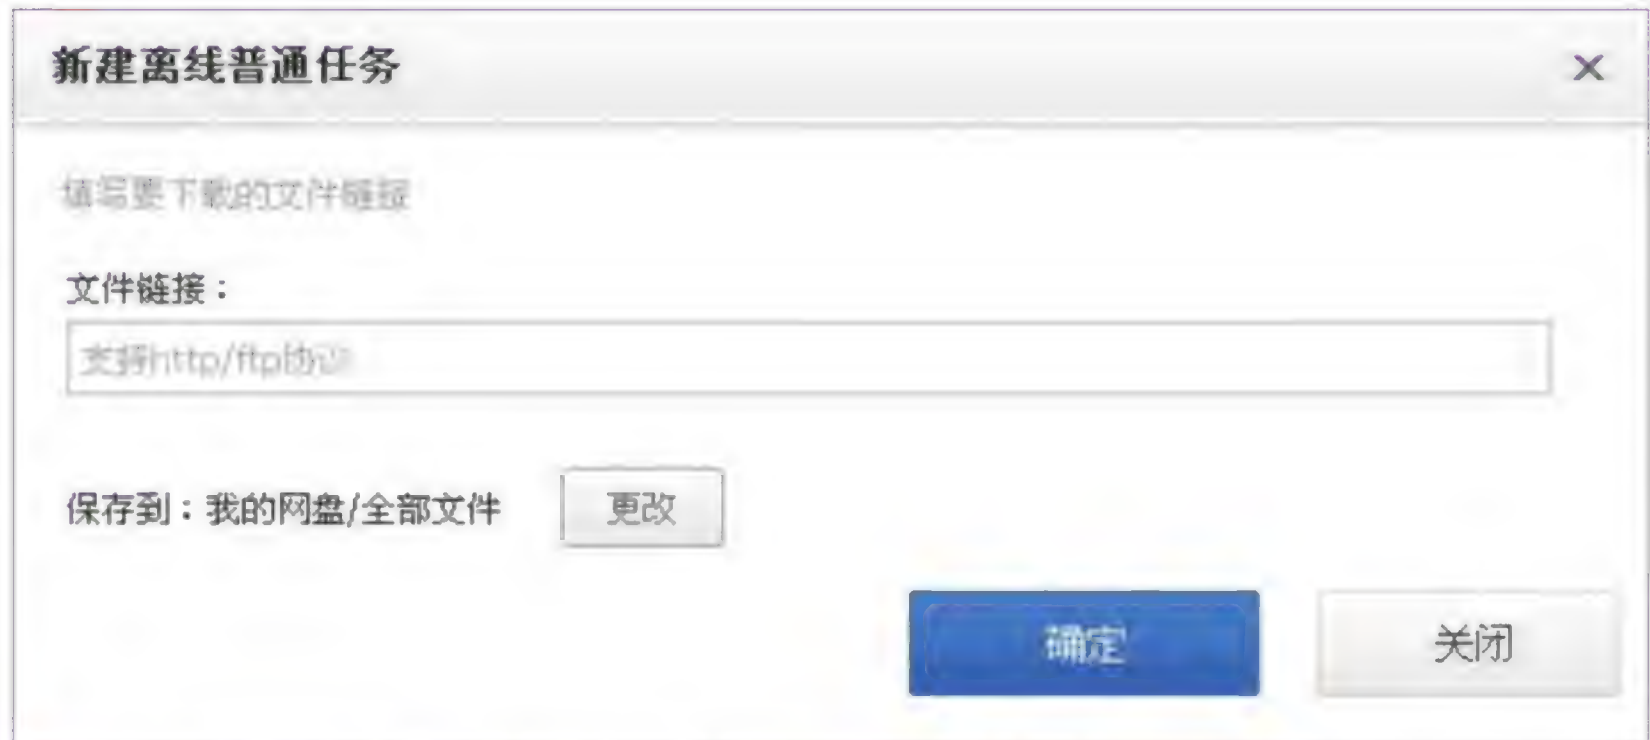 新建离线普通任务
填写要下载的文件链接
文件链接：
支持http/ftp协议
保存到：我的网盘/全部文件 更改
确定 关闭